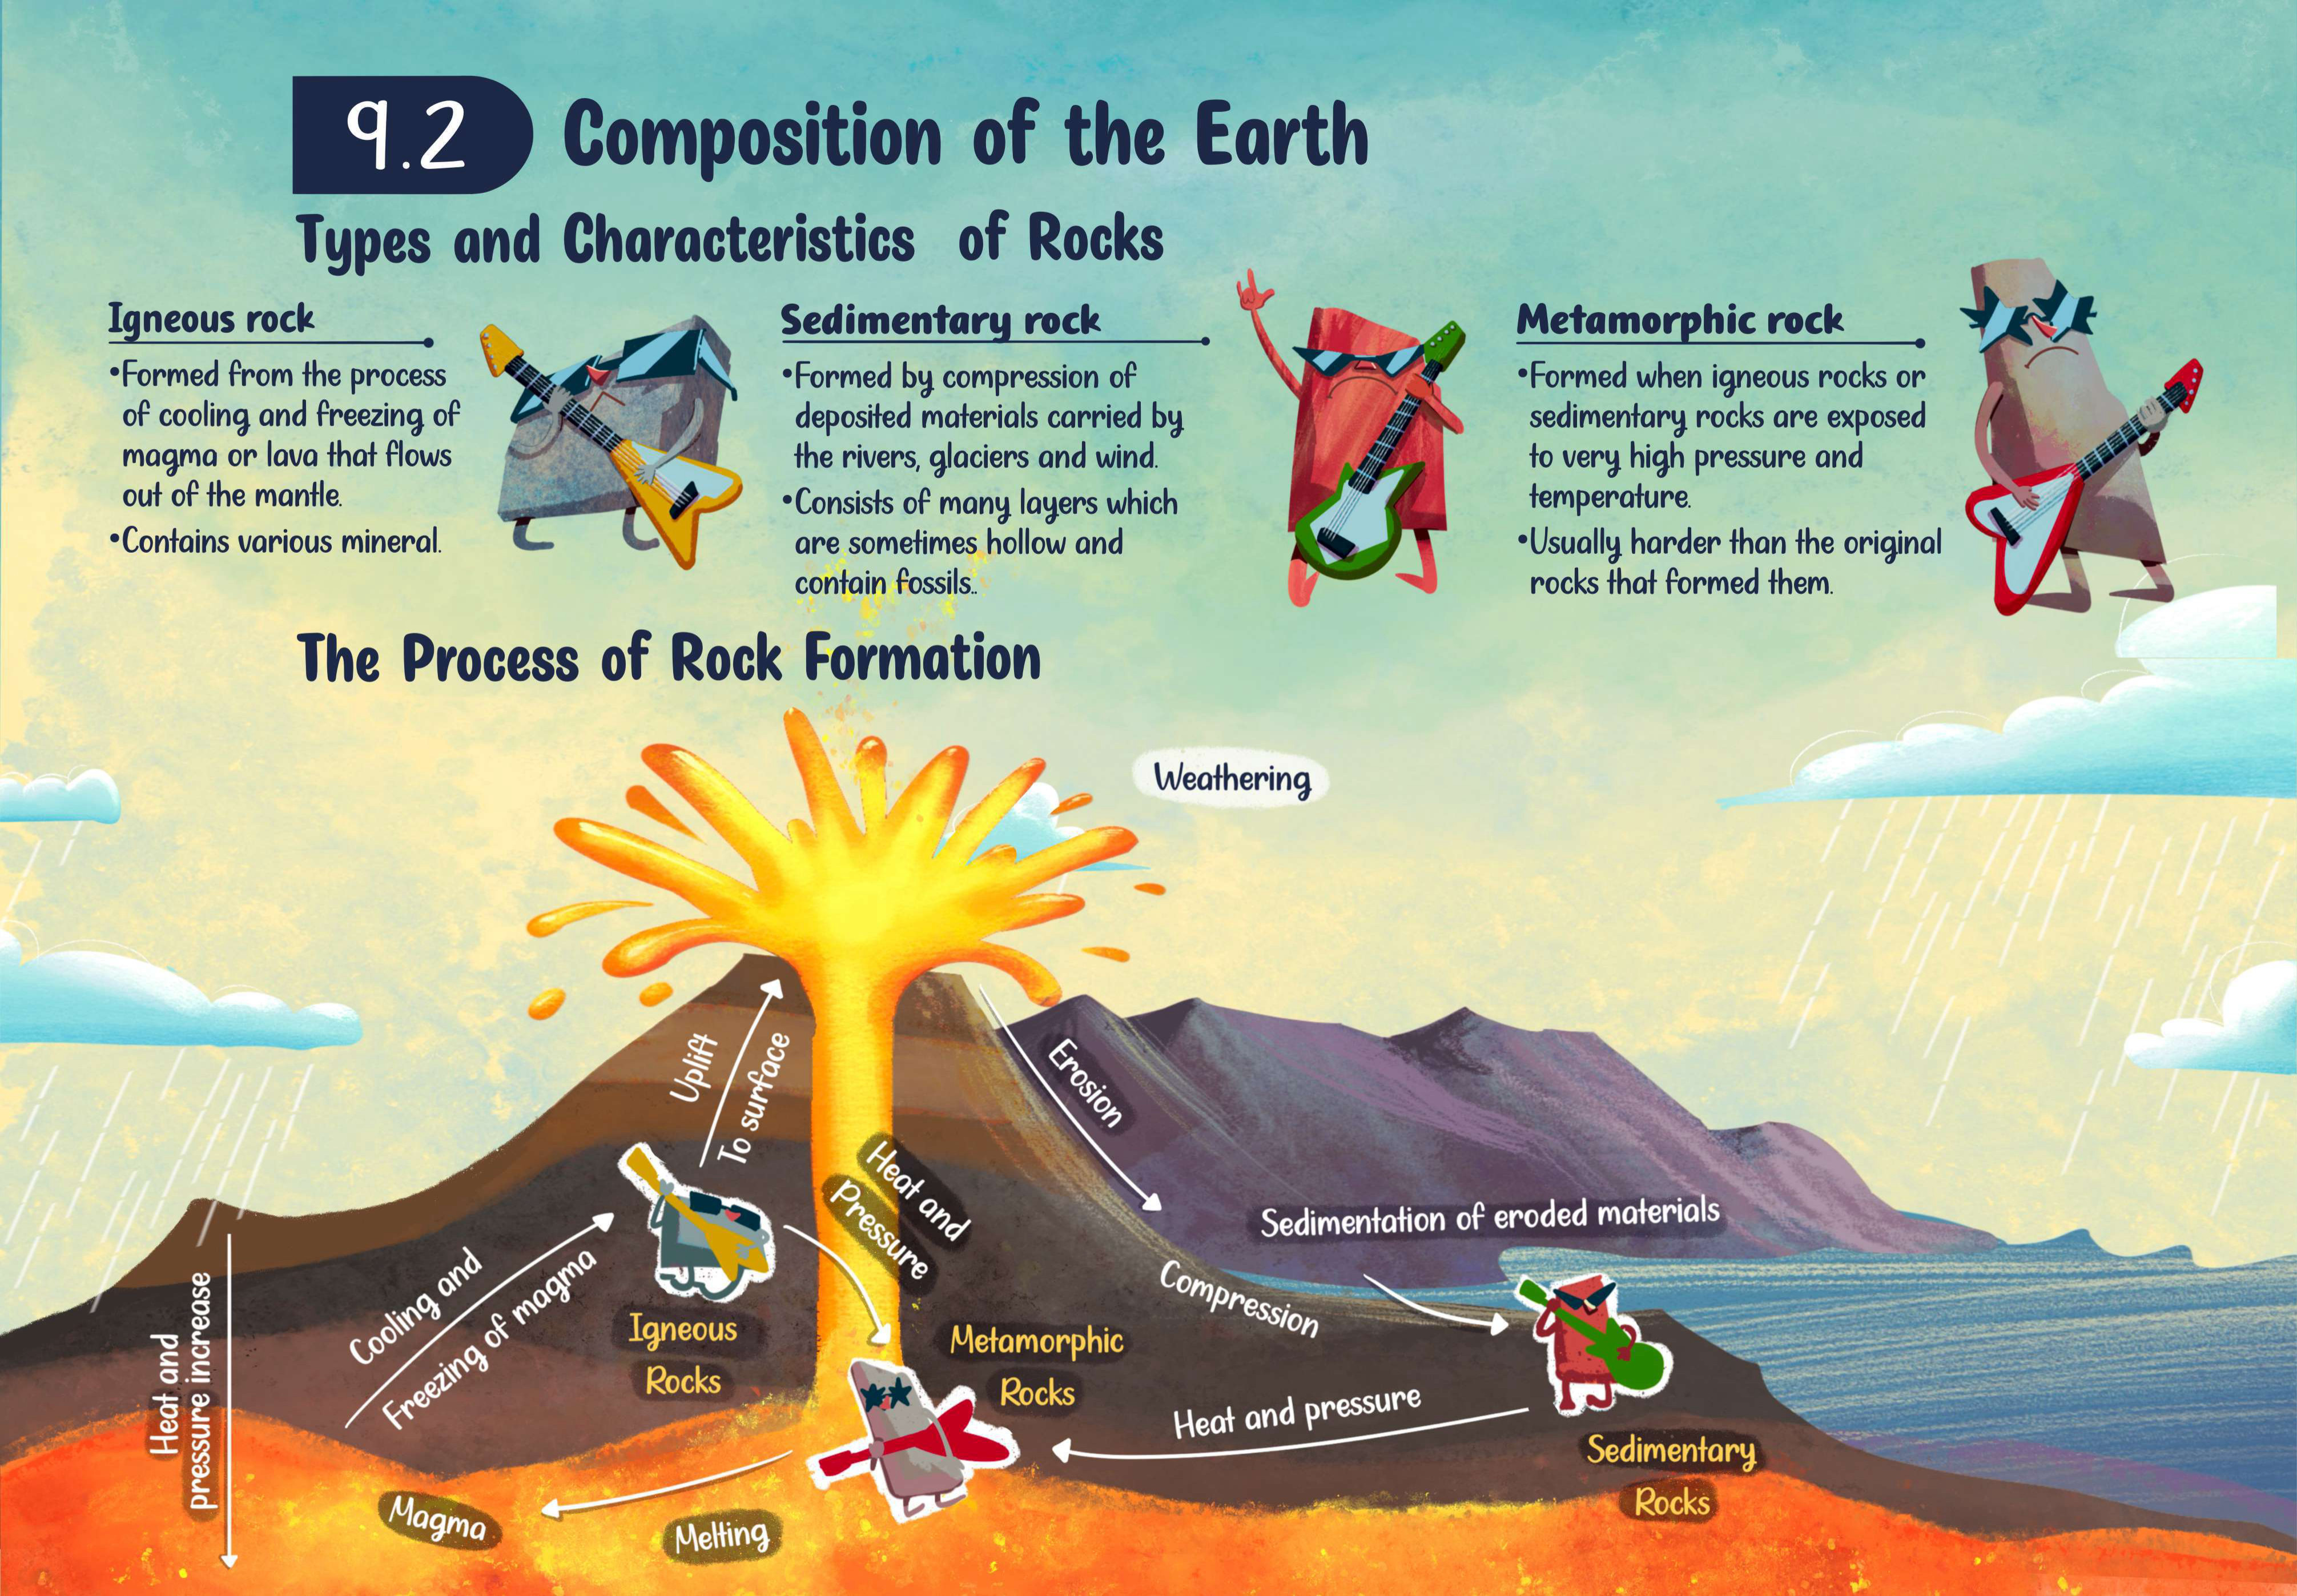 9.2 Composition of the Earth
Types and Characteristics of Rocks
Igneous rock
•Formed from the process
of cooling and freezing of
magma or lava that flows
out of the mantle.
•Contains various mineral.
Sedimentary rock
•Formed by compression of
deposited materials carried by
the rivers, glaciers and wind.
•Consists of many layers which
are sometimes hollow and
contain fossils..
Metamorphic rock
•Formed when igneous rocks or
sedimentary rocks are exposed
to very high pressure and
temperature.
•Usually harder than the original
rocks that formed them.
The Process of Rock Formation
Weathering
Uplift
To surface
Erosion
Heat and
Pressure
Sedimentation of eroded materials
Compression
Cooling and
Freezing of magma
Heat and
pressure increase
Igneous
Rocks
Metamorphic
Rocks
Heat and pressure
Sedimentary
Rocks
Magma
Melting